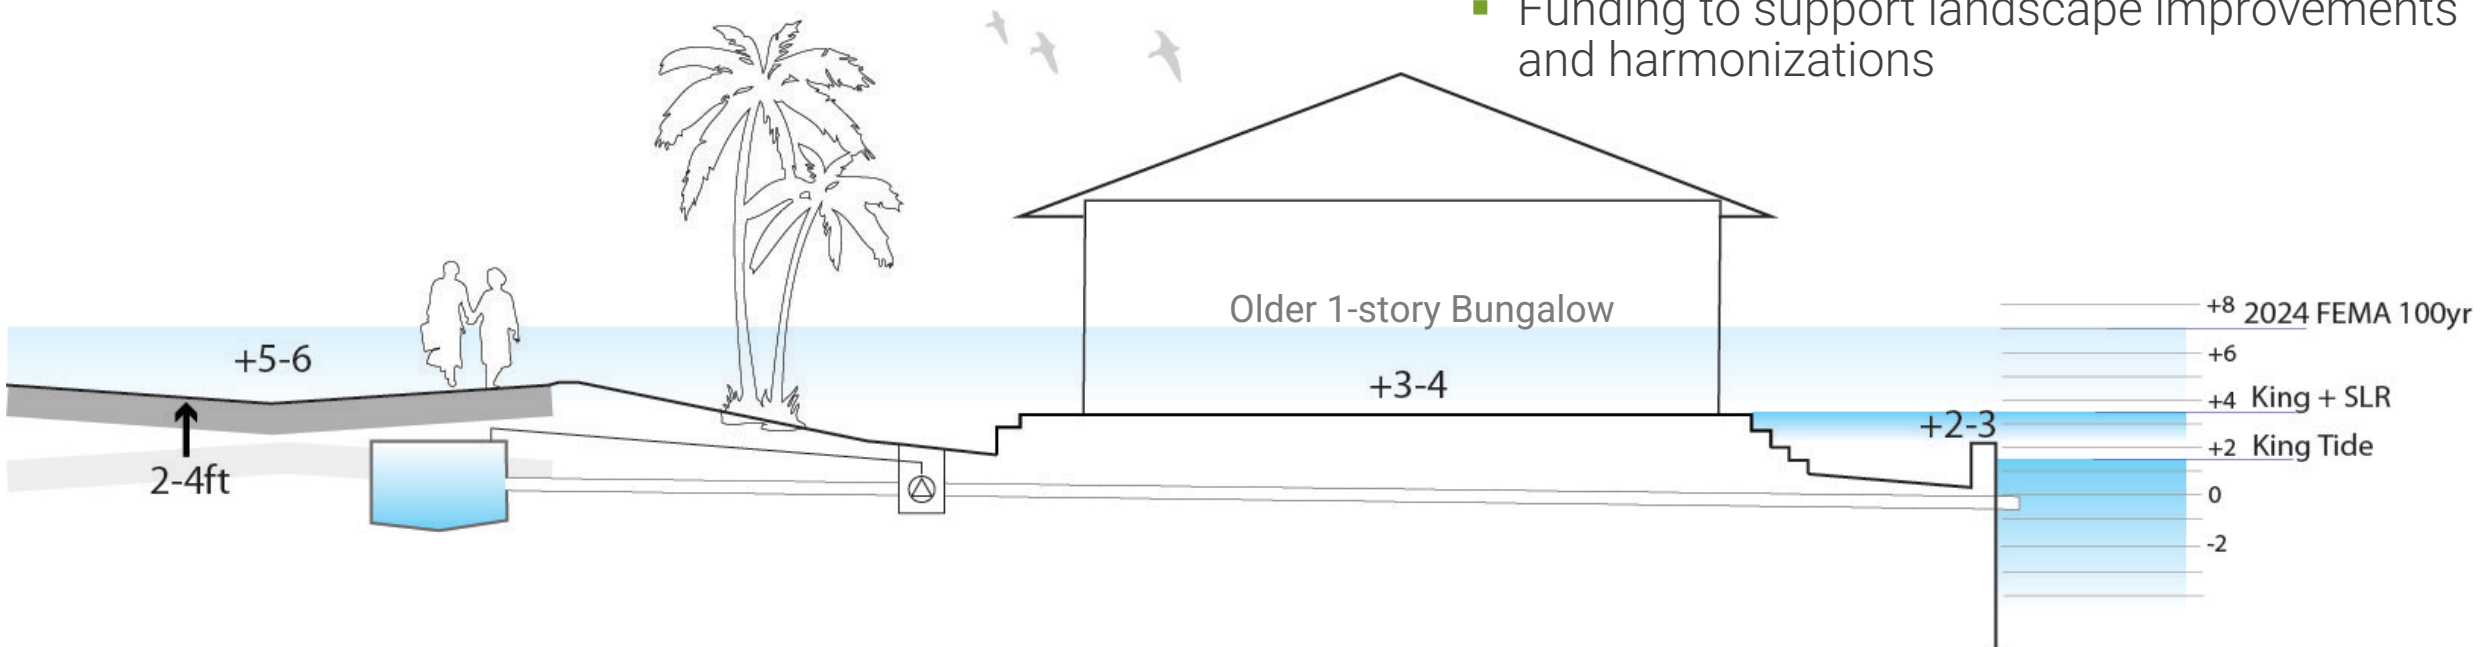 ▪ Funding to support landscape improvements
and harmonizations
Older 1-story Bungalow
+5-6
+3-4
+2-3
2-4ft
+8 2024 FEMA 100yr
+6
+4 King + SLR
+2 King Tide
0
-2